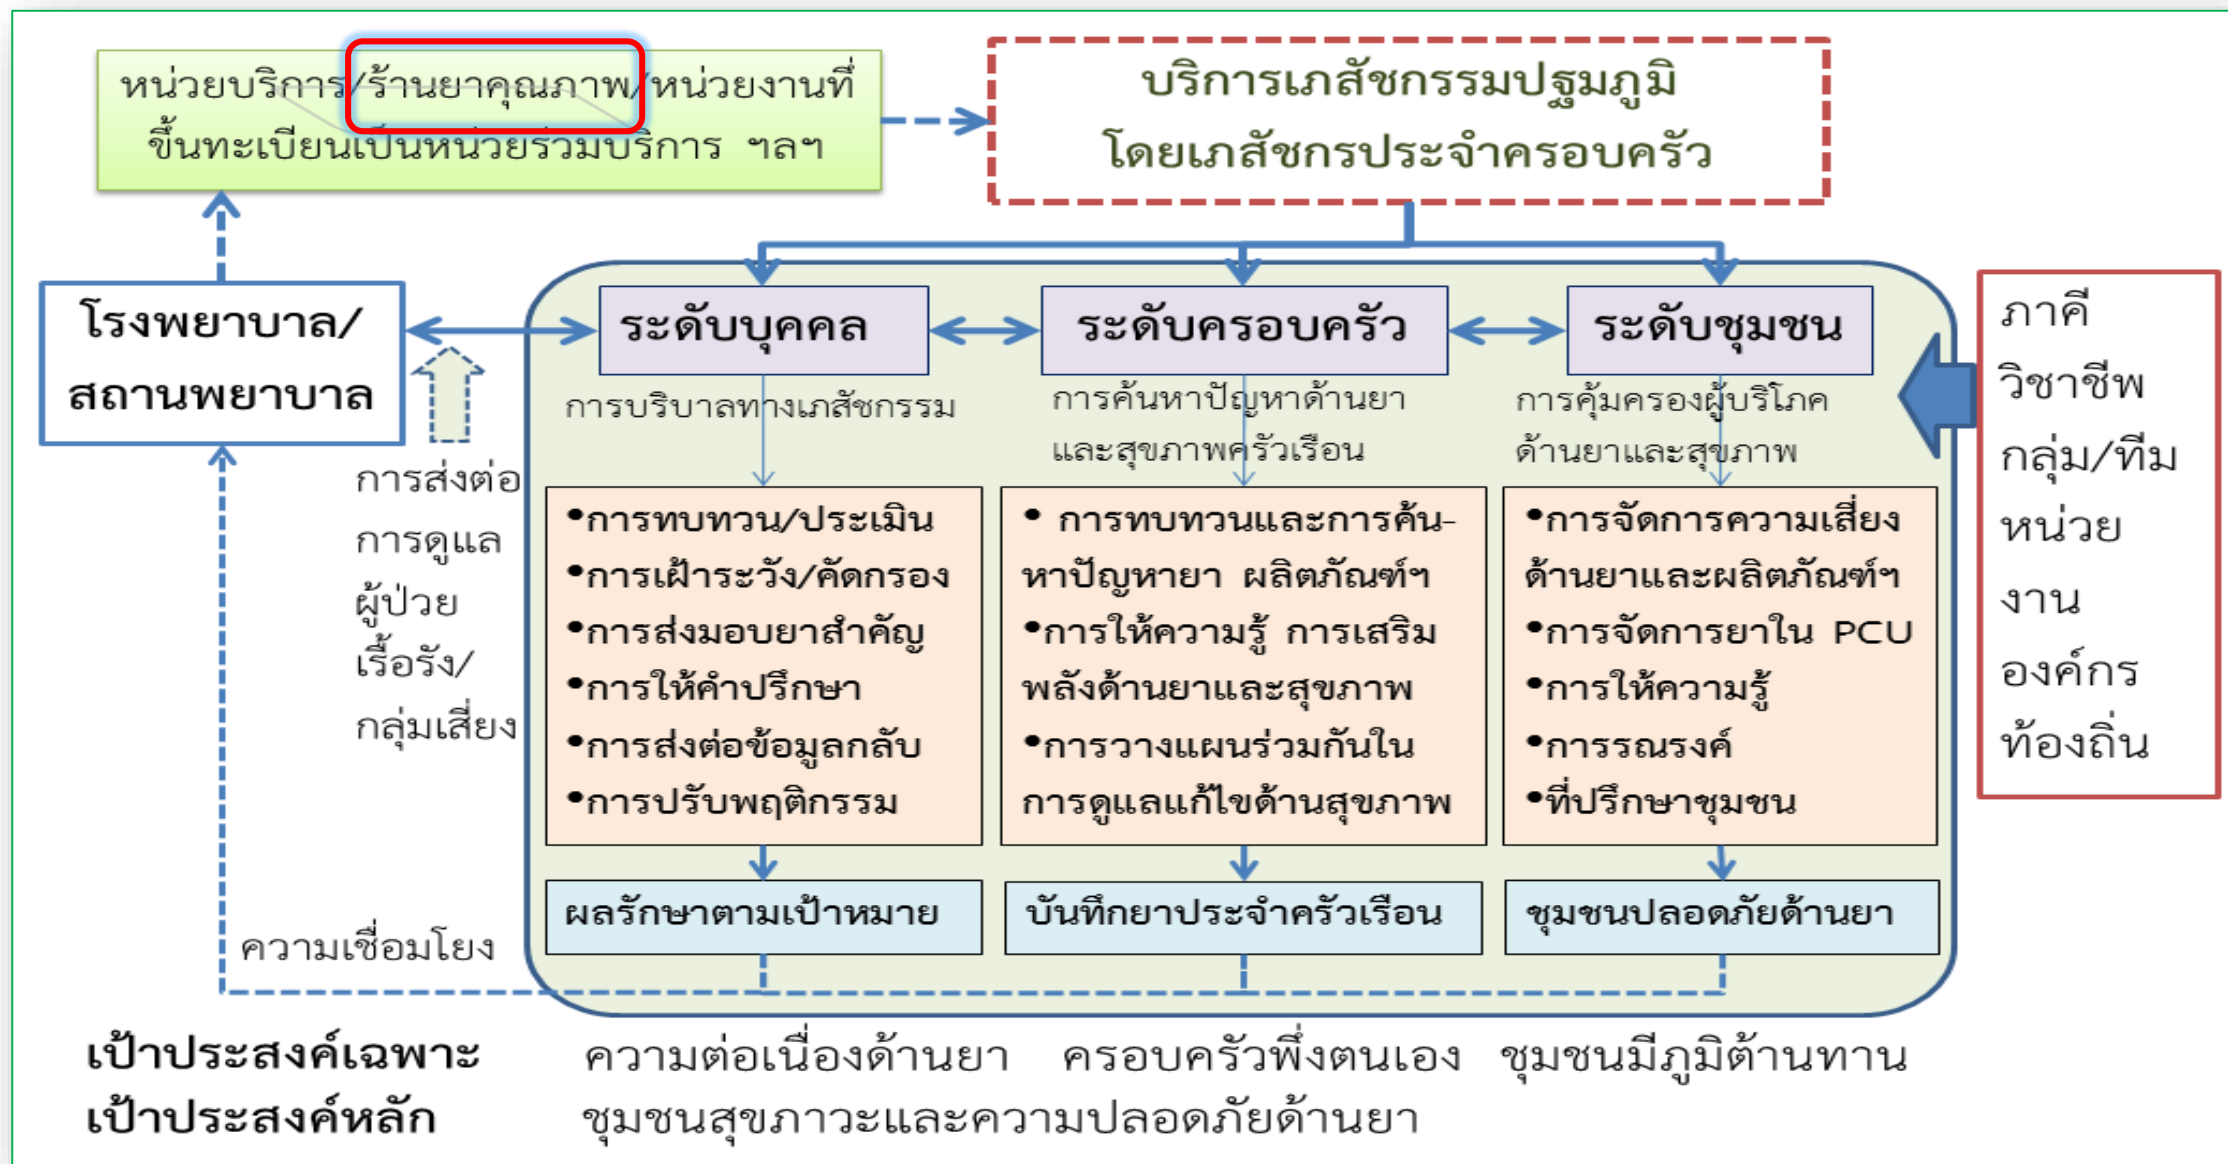 หน่วยบริการ/ร้านยาคุณภาพ/หน่วยงานที่
ขึ้นทะเบียนเป็นหน่วยร่วมบริการ ฯลฯ
บริการเภสัชกรรมปฐมภูมิ
โดยเภสัชกรประจำครอบครัว
โรงพยาบาล/
สถานพยาบาล
การส่งต่อ
การดูแล
ผู้ป่วย
เรื้อรัง/
กลุ่มเสี่ยง
ระดับบุคคล
การบริบาลทางเภสัชกรรม
•การทบทวน/ประเมิน
•การเฝ้าระวัง/คัดกรอง
•การส่งมอบยาสำคัญ
•การให้คำปรึกษา
•การส่งต่อข้อมูลกลับ
•การปรับพฤติกรรม
ผลรักษาตามเป้าหมาย
ระดับครอบครัว
การค้นหาปัญหาด้านยา
และสุขภาพครัวเรือน
• การทบทวนและการค้น-
หาปัญหายา ผลิตภัณฑ์ฯ
•การให้ความรู้ การเสริม
พลังด้านยาและสุขภาพ
•การวางแผนร่วมกันใน
การดูแลแก้ไขด้านสุขภาพ
บันทึกยาประจำครัวเรือน
ระดับชุมชน
การคุ้มครองผู้บริโภค
ด้านยาและสุขภาพ
•การจัดการความเสี่ยง
ด้านยาและผลิตภัณฑ์ฯ
•การจัดการยาใน PCU
•การให้ความรู้
•การรณรงค์
•ที่ปรึกษาชุมชน
ชุมชนปลอดภัยด้านยา
ภาคี
วิชาชีพ
กลุ่ม/ทีม
หน่วย
งาน
องค์กร
ท้องถิ่น
ความเชื่อมโยง
เป้าประสงค์เฉพาะ ความต่อเนื่องด้านยา ครอบครัวพึ่งตนเอง ชุมชนมีภูมิต้านทาน
เป้าประสงค์หลัก ชุมชนสุขภาวะและความปลอดภัยด้านยา